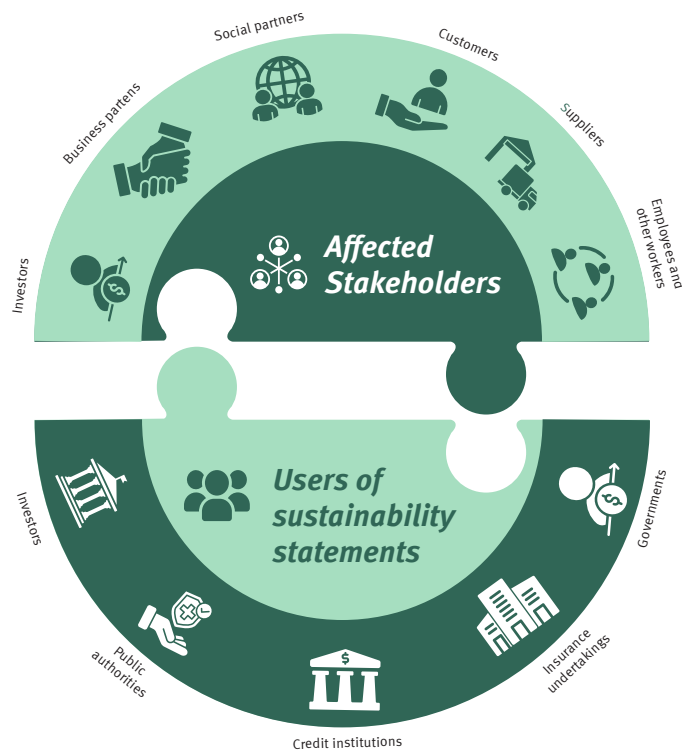 Social partners
Customers
Business partens
Suppliers
Investors
Employees and
other workers
Affected
Stakeholders
$
Users of
sustainability
statements
$
Investors
Governments
Public
authorities
Insurance
undertakings
$
Credit institutions